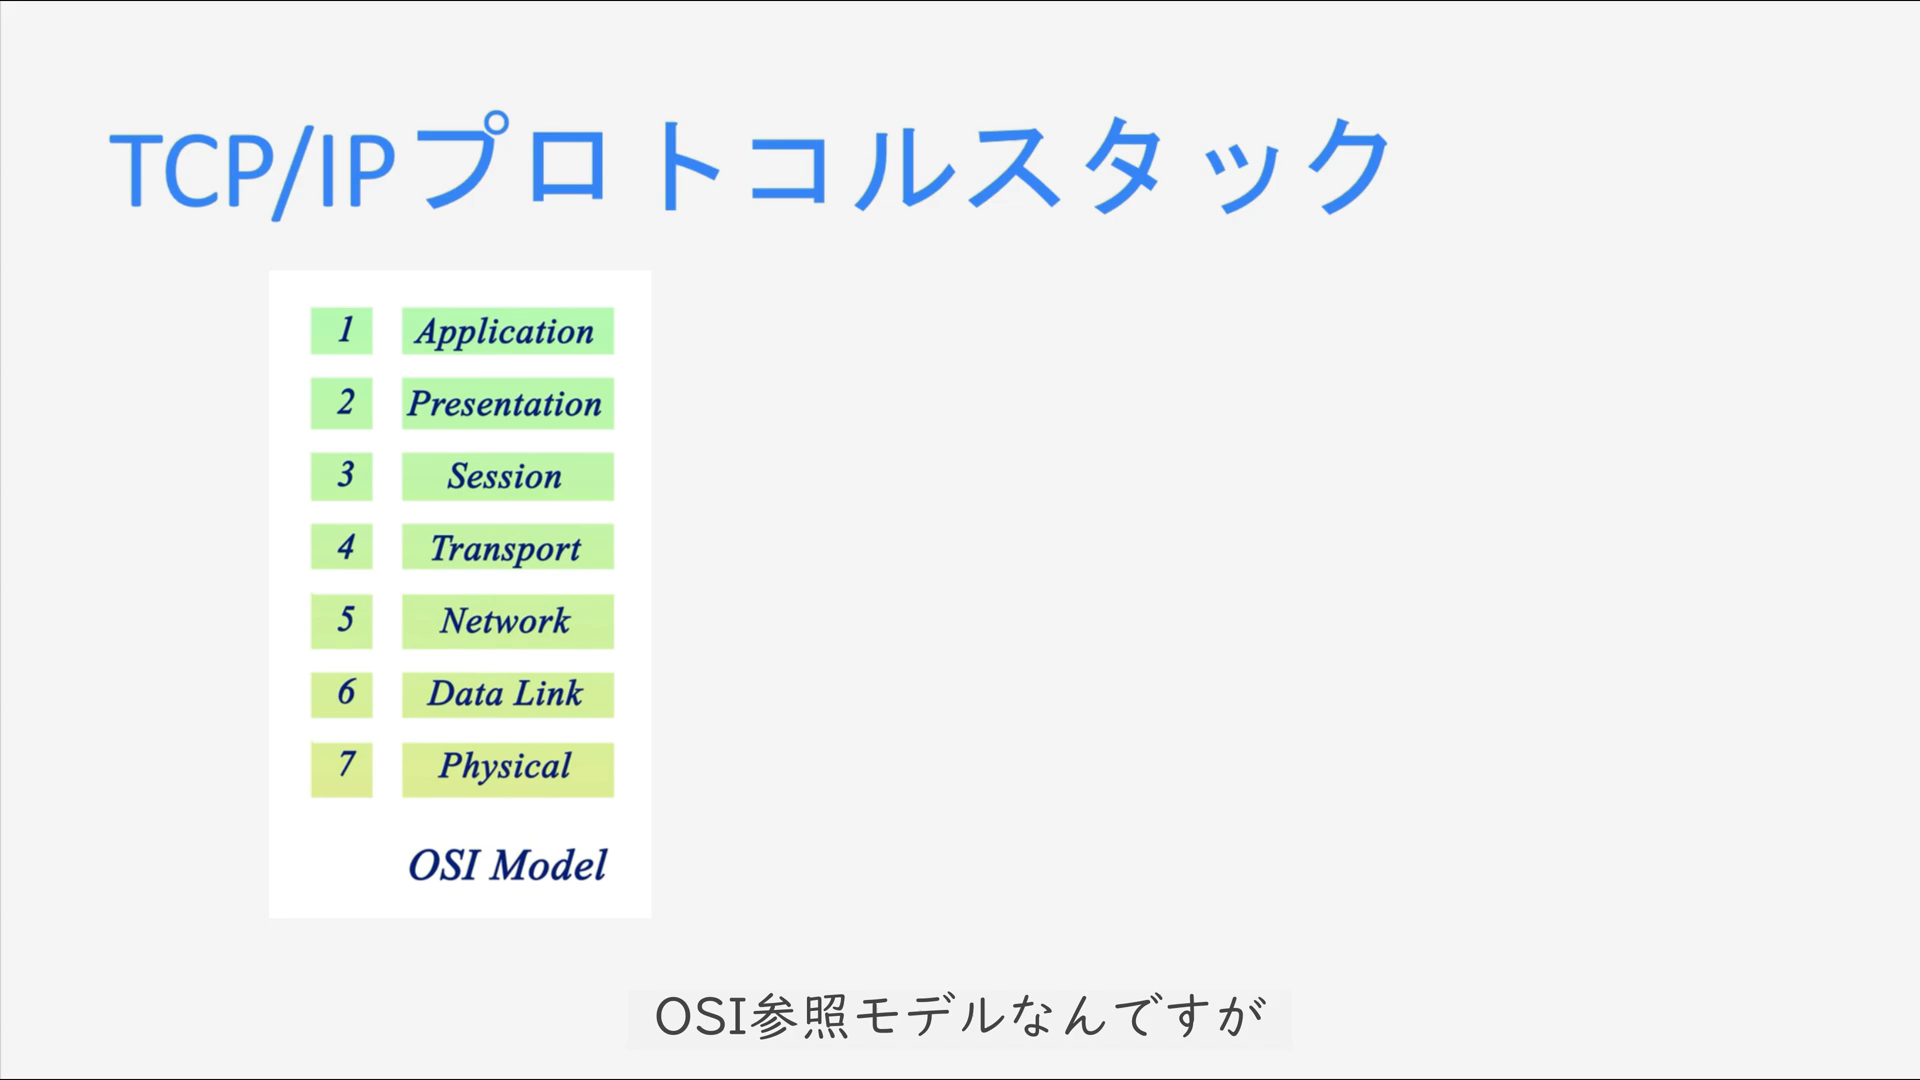 TCP/IPプロトコルスタック
1 Application
2 Presentation
3 Session
4 Transport
5 Network
6 Data Link
7 Physical
OSI Model
OSI参照モデルなんですが